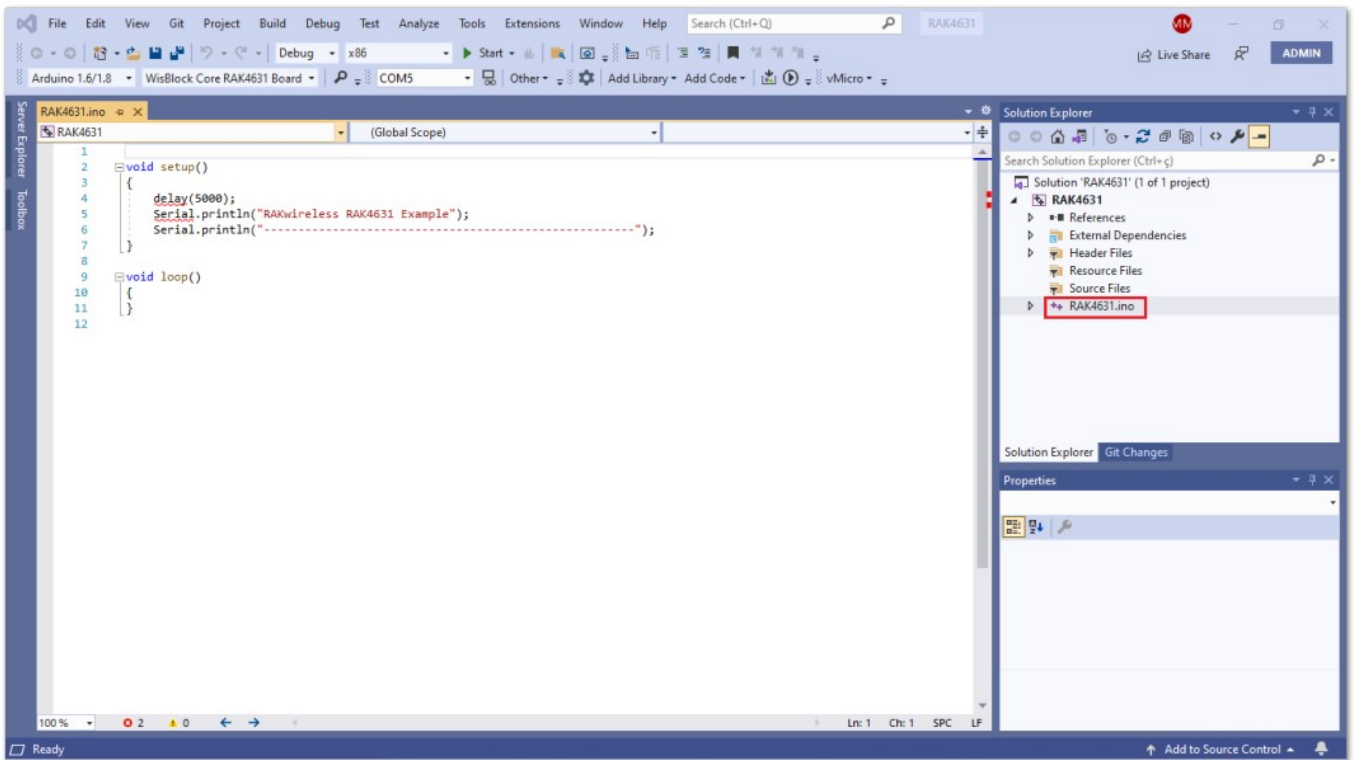 File Edit View Git Project Build Debug Test Analyze Tools Extensions Window Help Search (Ctrl+Q) RAK4631 MM
Debug x86 Start Live Share ADMIN
Arduino 1.6/1.8 WisBlock Core RAK4631 Board COM5 Other Add Library Add Code vMicro
Server Explorer
Toolbox
RAK4631.ino
RAK4631 (Global Scope)
1
2 void setup()
3 {
4 delay(5000);
5 Serial.println("RAKwireless RAK4631 Example");
6 Serial.println("------------------------------------------------------");
7 }
8
9 void loop()
10 {
11 }
12
100 % 2 0 Ln: 1 Ch: 1 SPC LF
Solution Explorer
Search Solution Explorer (Ctrl+ç)
Solution 'RAK4631' (1 of 1 project)
RAK4631
References
External Dependencies
Header Files
Resource Files
Source Files
RAK4631.ino
Solution Explorer Git Changes
Properties
Ready Add to Source Control